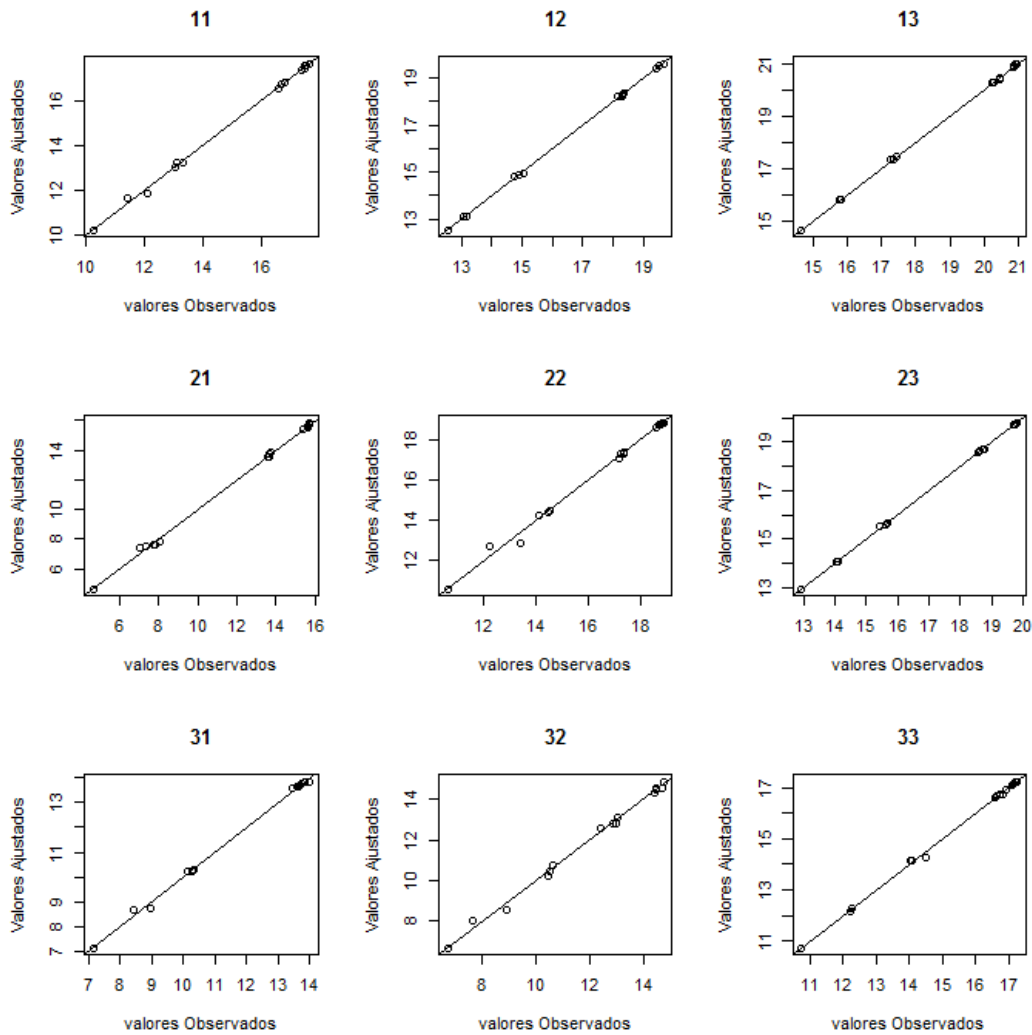 11 12 13
Valores Ajustados
10 12 14 16
10 12 14 16
valores Observados
Valores Ajustados
13 15 17 19
13 15 17 19
valores Observados
Valores Ajustados
15 17 19 21
15 16 17 18 19 20 21
valores Observados
21 22 23
Valores Ajustados
6 8 10 14
6 8 10 12 14 16
valores Observados
Valores Ajustados
12 14 16 18
12 14 16 18
valores Observados
Valores Ajustados
13 15 17 19
13 14 15 16 17 18 19 20
valores Observados
31 32 33
Valores Ajustados
7 8 9 11 13
7 8 9 10 11 12 13 14
valores Observados
Valores Ajustados
8 10 12 14
8 10 12 14
valores Observados
Valores Ajustados
11 13 15 17
11 12 13 14 15 16 17
valores Observados